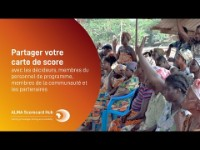 Partager votre
carte de score
avec les décideurs, membres du
personnel de programme,
membres de la communauté et
les partenaires
ALMA Scorecard Hub